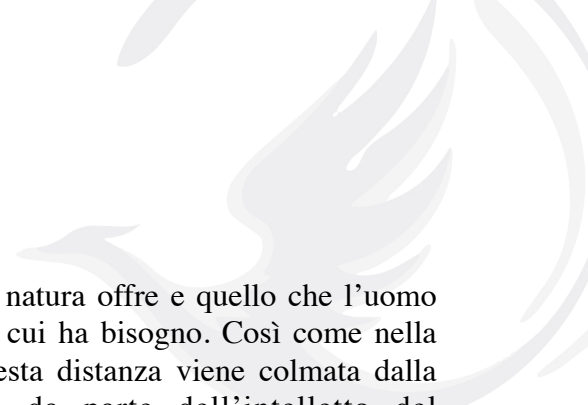 natura offre e quello che l’uomo
cui ha bisogno. Così come nella
distanza viene colmata dalla
da parte dell’intelletto del